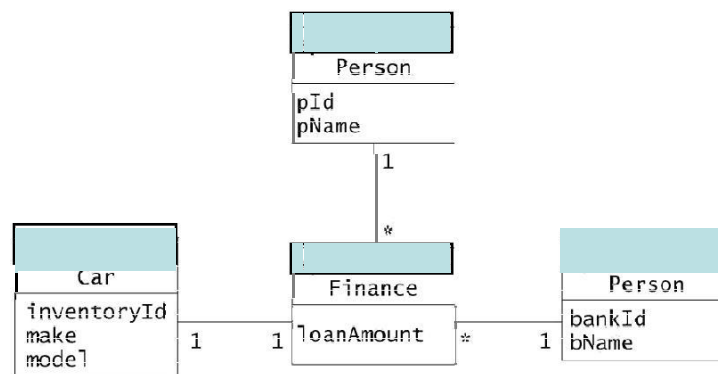 Person
pId
pName
1
*
Car
inventoryId
make
model
1
1
Finance
loanAmount
*
1
Person
bankId
bName